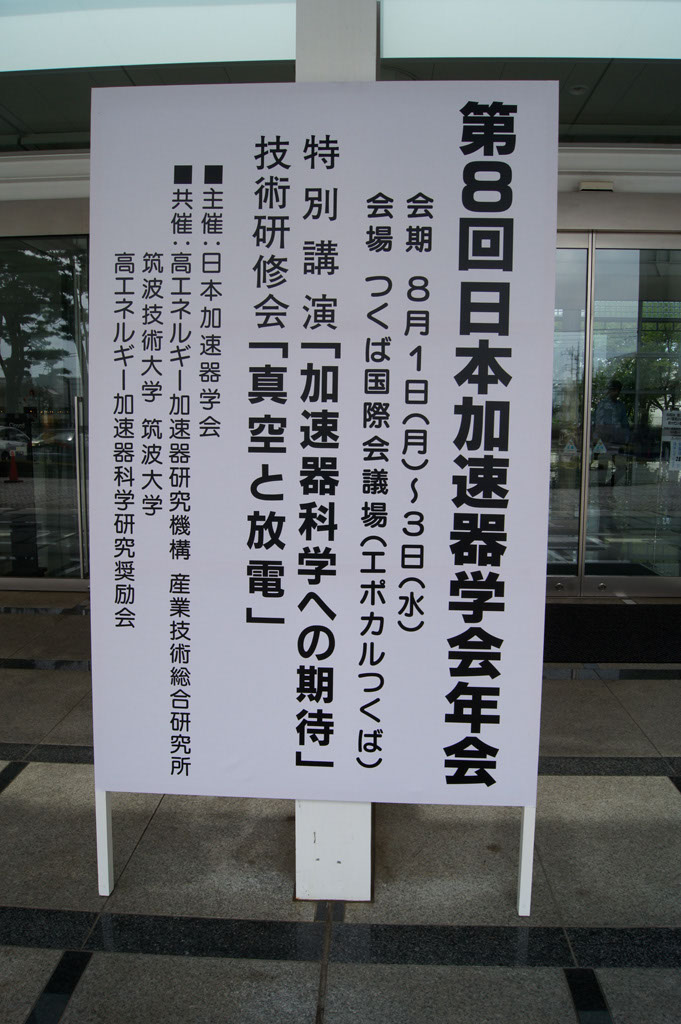 第8回日本加速器学会年会
会期　8月1日(月)～3日(水)
会場　つくば国際会議場(エポカルつくば)
特別講演「加速器科学への期待」
技術研修会「真空と放電」
■主催：日本加速器学会
■共催：高エネルギー加速器研究機構　産業技術総合研究所
筑波技術大学　筑波大学
高エネルギー加速器科学研究奨励会